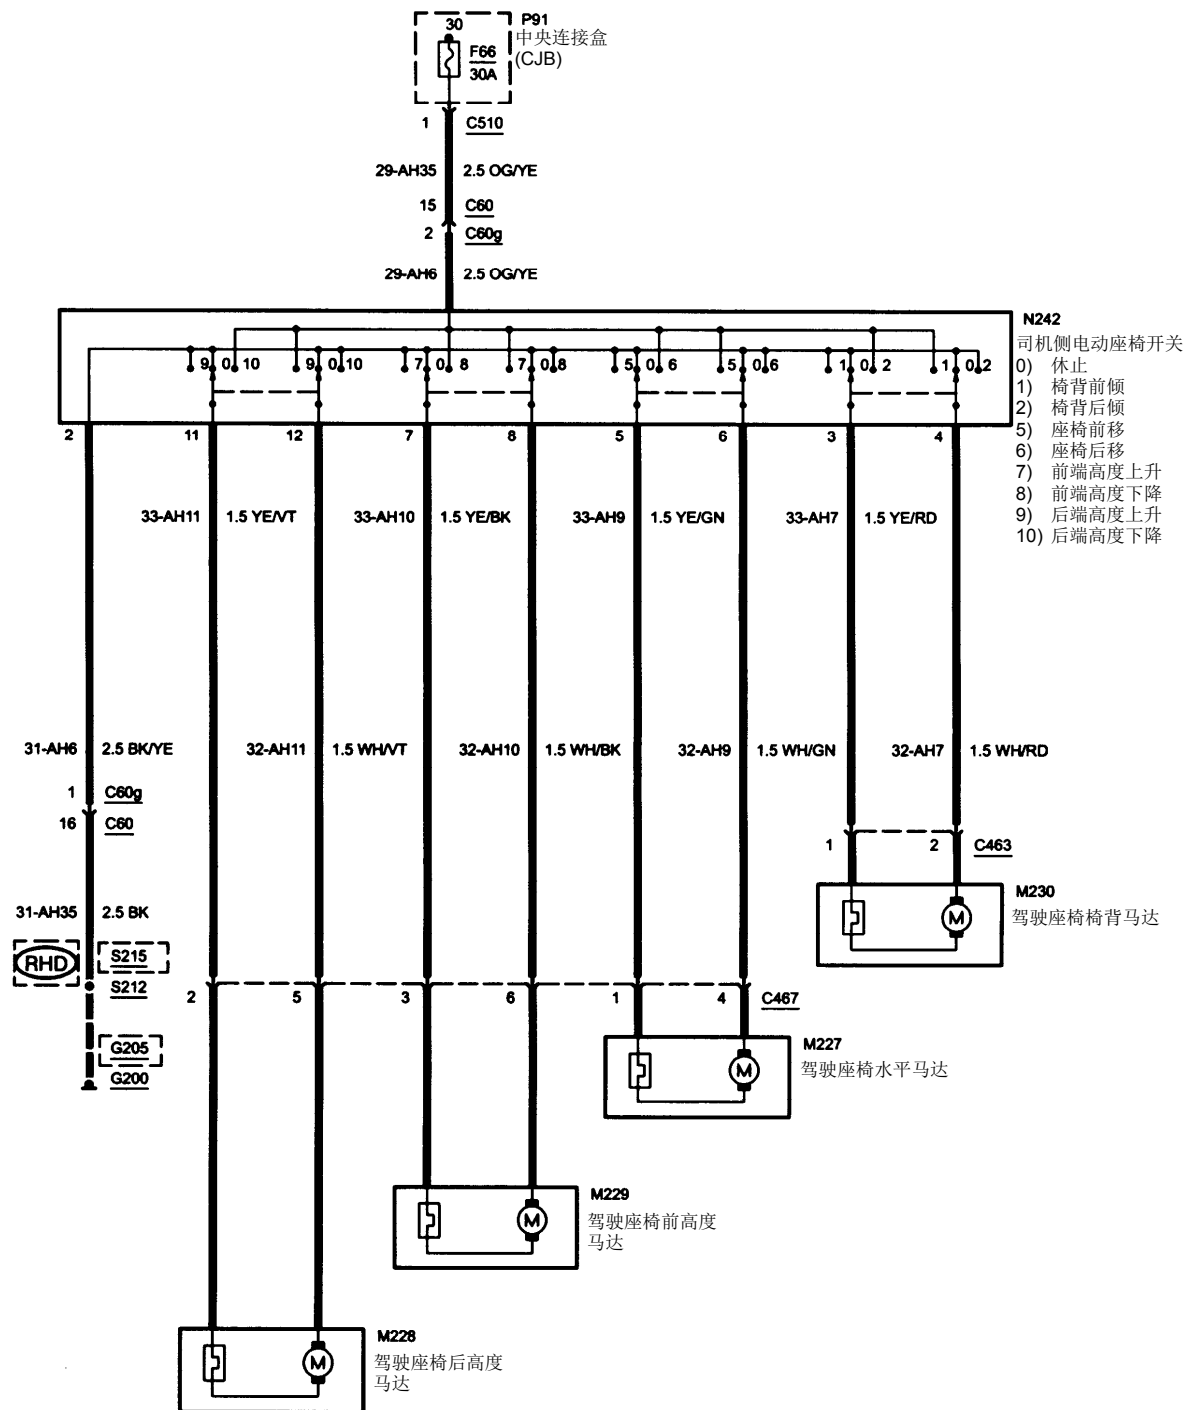 30
P91
中央连接盒
(CJB)
F66
30A
1 C510
29-AH35 2.5 OG/YE
15 C60
2 C60g
29-AH6 2.5 OG/YE
N242
司机侧电动座椅开关
0) 休止
1) 椅背前倾
2) 椅背后倾
5) 座椅前移
6) 座椅后移
7) 前端高度上升
8) 前端高度下降
9) 后端高度上升
10) 后端高度下降
9 0 10 9 0 10 7 0 8 7 0 8 5 0 6 5 0 6 1 0 2 1 0 2
2 11 12 7 8 5 6 3 4
33-AH11 1.5 YE/VT 33-AH10 1.5 YE/BK 33-AH9 1.5 YE/GN 33-AH7 1.5 YE/RD
31-AH6 2.5 BK/YE 32-AH11 1.5 WH/VT 32-AH10 1.5 WH/BK 32-AH9 1.5 WH/GN 32-AH7 1.5 WH/RD
1 C60g
16 C60
1 2 C463
M230
驾驶座椅椅背马达
M
31-AH35 2.5 BK
RHD
S215
S212
2 5 3 6 1 4 C467
G205
G200
M227
驾驶座椅水平马达
M
M229
驾驶座椅前高度
马达
M
M228
驾驶座椅后高度
马达
M